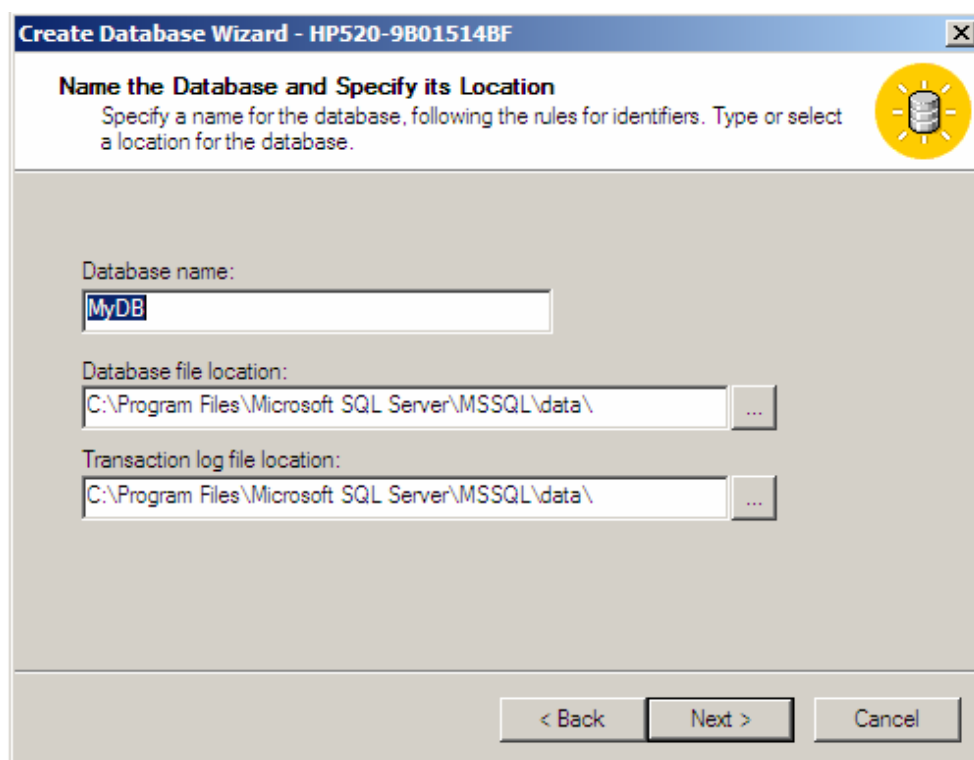 Create Database Wizard - HP520-9B01514BF
Name the Database and Specify its Location
Specify a name for the database, following the rules for identifiers. Type or select
a location for the database.
Database name:
MyDB
Database file location:
C:\Program Files\Microsoft SQL Server\MSSQL\data\
...
Transaction log file location:
C:\Program Files\Microsoft SQL Server\MSSQL\data\
...
< Back Next > Cancel